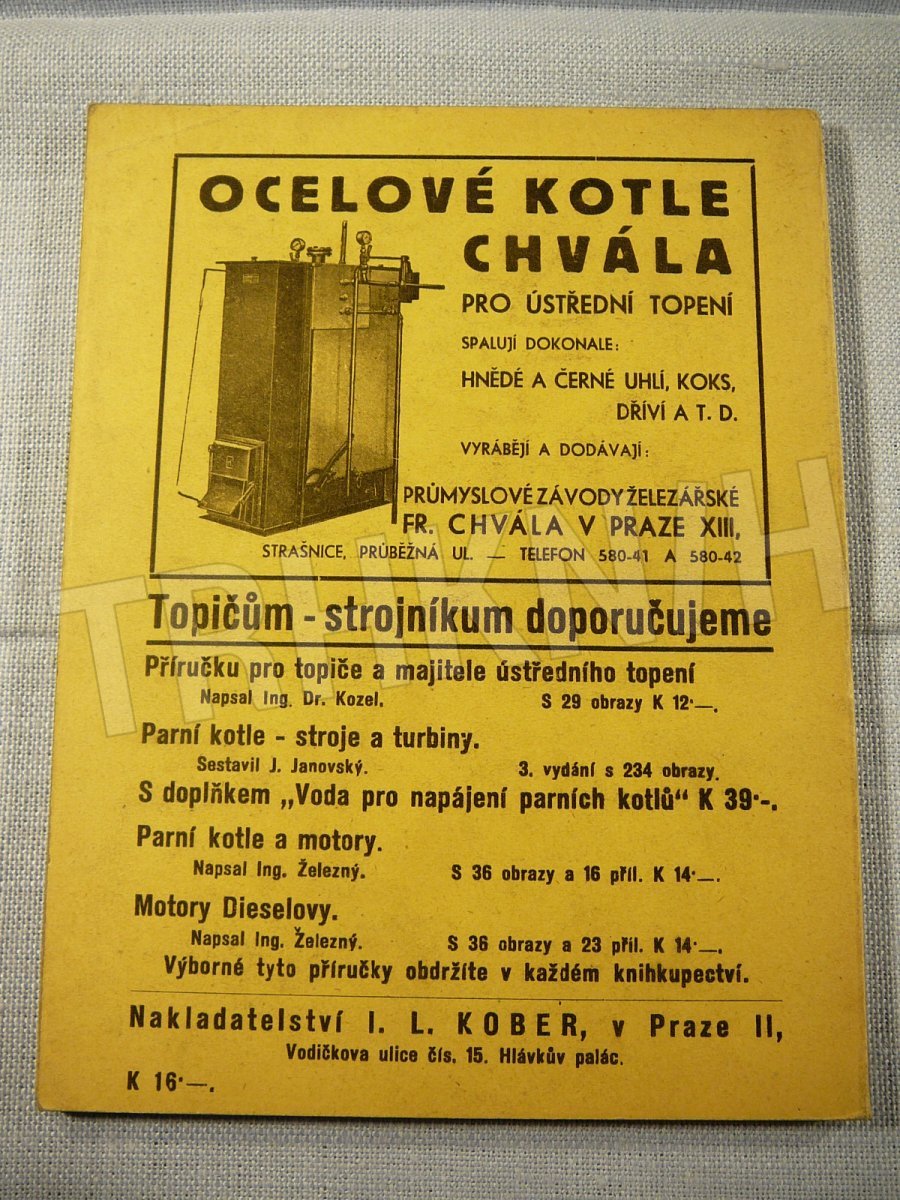 OCELOVÉ KOTLE
CHVÁLA
PRO ÚSTŘEDNÍ TOPENÍ
SPALUJÍ DOKONALE:
HNĚDÉ A ČERNÉ UHLÍ, KOKS,
DŘÍVÍ A T. D.
VYRÁBĚJÍ A DODÁVAJÍ:
PRŮMYSLOVÉ ZÁVODY ŽELEZÁŘSKÉ
FR. CHVÁLA V PRAZE XIII,
STRAŠNICE, PRŮBĚŽNÁ UL. — TELEFON 580-41 A 580-42
Topičům - strojníkum doporučujeme
Příručku pro topiče a majitele ústředního topení
Napsal Ing. Dr. Kozel. S 29 obrazy K 12·—.
Parní kotle - stroje a turbiny.
Sestavil J. Janovský. 3. vydání s 234 obrazy.
S doplňkem „Voda pro napájení parních kotlů“ K 39·-.
Parní kotle a motory.
Napsal Ing. Železný. S 36 obrazy a 16 příl. K 14·—.
Motory Dieselovy.
Napsal Ing. Železný. S 36 obrazy a 23 příl. K 14·—.
Výborné tyto příručky obdržíte v každém knihkupectví.
Nakladatelství I. L. KOBER, v Praze II,
Vodičkova ulice čís. 15. Hlávkův palác.
K 16·—.
TRHKNIH